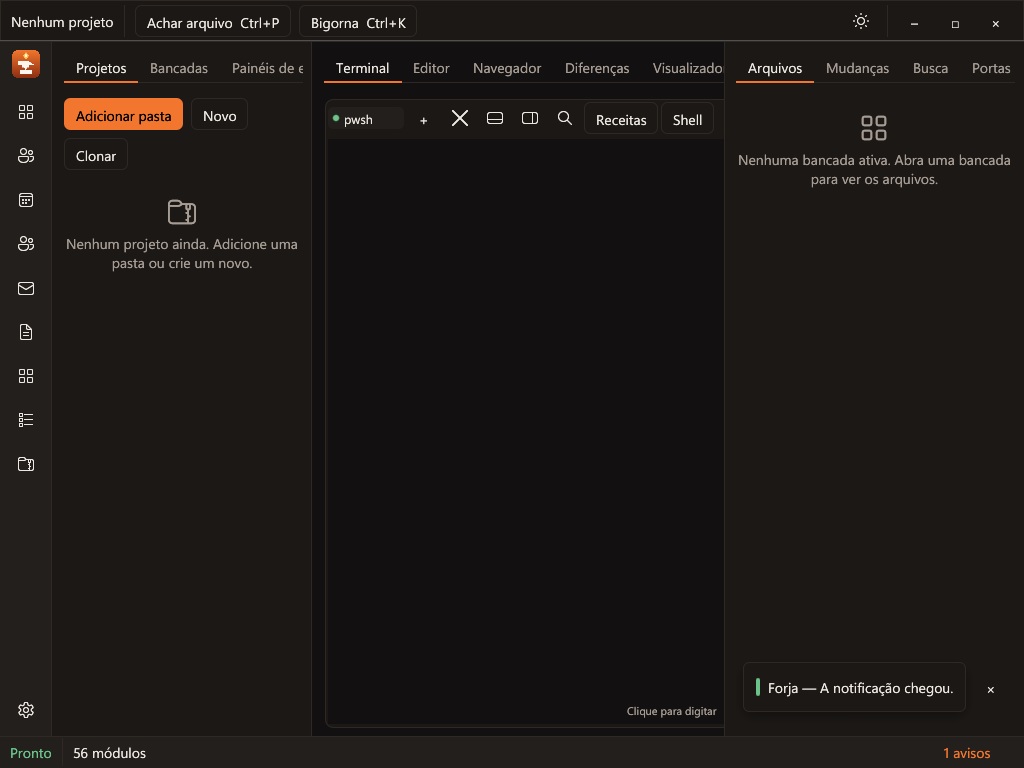 Nenhum projeto
Achar arquivo Ctrl+P
Bigorna Ctrl+K
Projetos
Bancadas
Painéis de e
Adicionar pasta
Novo
Clonar
Nenhum projeto ainda. Adicione uma
pasta ou crie um novo.
Terminal
Editor
Navegador
Diferenças
Visualizado
pwsh
+
Receitas
Shell
Clique para digitar
Arquivos
Mudanças
Busca
Portas
Nenhuma bancada ativa. Abra uma bancada
para ver os arquivos.
Forja — A notificação chegou.
Pronto
56 módulos
1 avisos